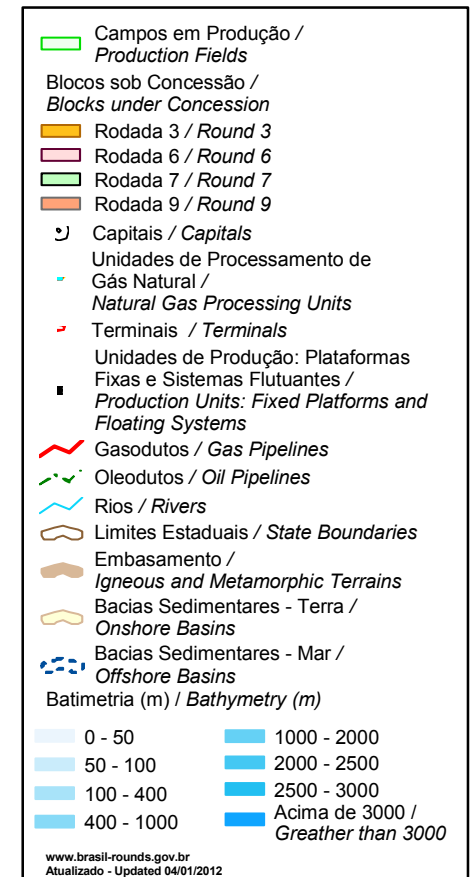 Campos em Produção /
Production Fields
Blocos sob Concessão /
Blocks under Concession
Rodada 3 / Round 3
Rodada 6 / Round 6
Rodada 7 / Round 7
Rodada 9 / Round 9
Capitais / Capitals
Unidades de Processamento de
Gás Natural /
Natural Gas Processing Units
Terminais / Terminals
Unidades de Produção: Plataformas
Fixas e Sistemas Flutuantes /
Production Units: Fixed Platforms and
Floating Systems
Gasodutos / Gas Pipelines
Oleodutos / Oil Pipelines
Rios / Rivers
Limites Estaduais / State Boundaries
Embasamento /
Igneous and Metamorphic Terrains
Bacias Sedimentares - Terra /
Onshore Basins
Bacias Sedimentares - Mar /
Offshore Basins
Batimetria (m) / Bathymetry (m)
0 - 50
50 - 100
100 - 400
400 - 1000
1000 - 2000
2000 - 2500
2500 - 3000
Acima de 3000 /
Greather than 3000
www.brasil-rounds.gov.br
Atualizado - Updated 04/01/2012